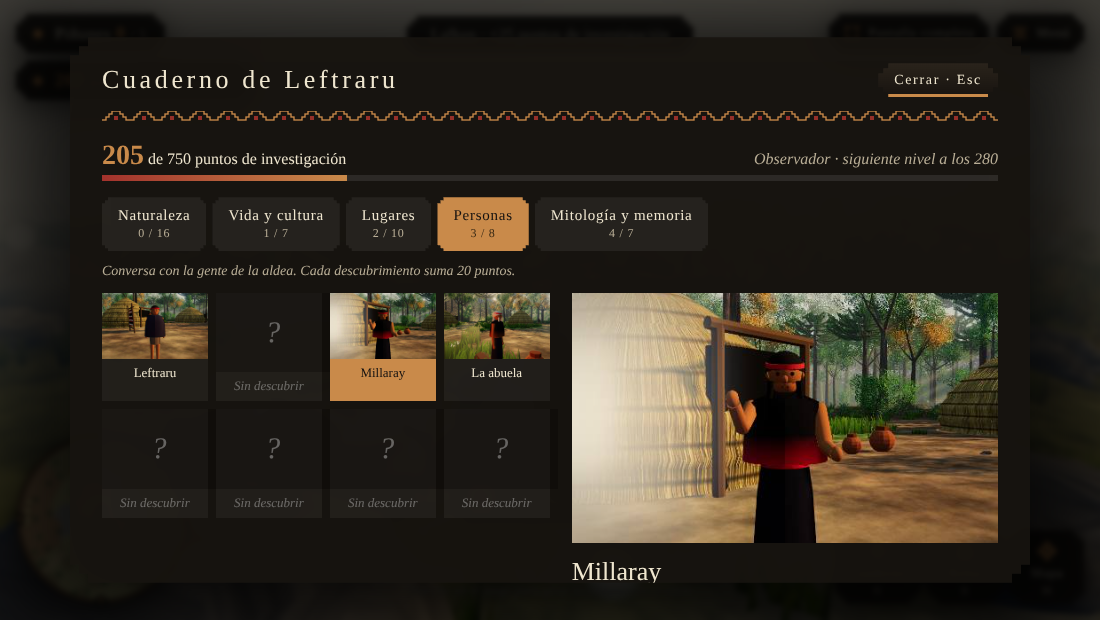 Cuaderno de Leftraru
Cerrar · Esc
205 de 750 puntos de investigación
Observador · siguiente nivel a los 280
Naturaleza
0 / 16
Vida y cultura
1 / 7
Lugares
2 / 10
Personas
3 / 8
Mitología y memoria
4 / 7
Conversa con la gente de la aldea. Cada descubrimiento suma 20 puntos.
Leftraru
?
Sin descubrir
Millaray
La abuela
?
Sin descubrir
?
Sin descubrir
?
Sin descubrir
?
Sin descubrir
Millaray